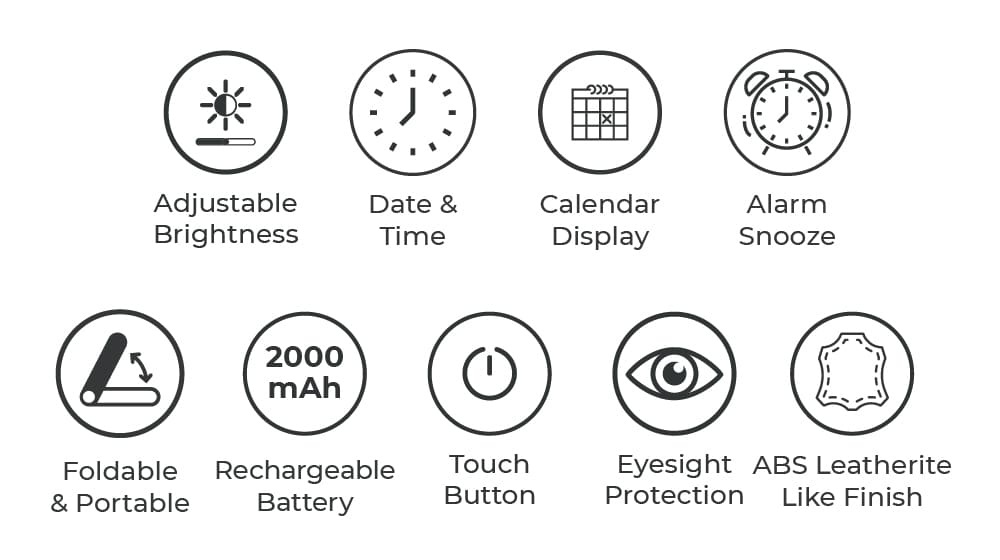 Adjustable
Brightness
Date &
Time
Calendar
Display
Alarm
Snooze
2000
mAh
Foldable
& Portable
Rechargeable
Battery
Touch
Button
Eyesight
Protection
ABS Leatherite
Like Finish